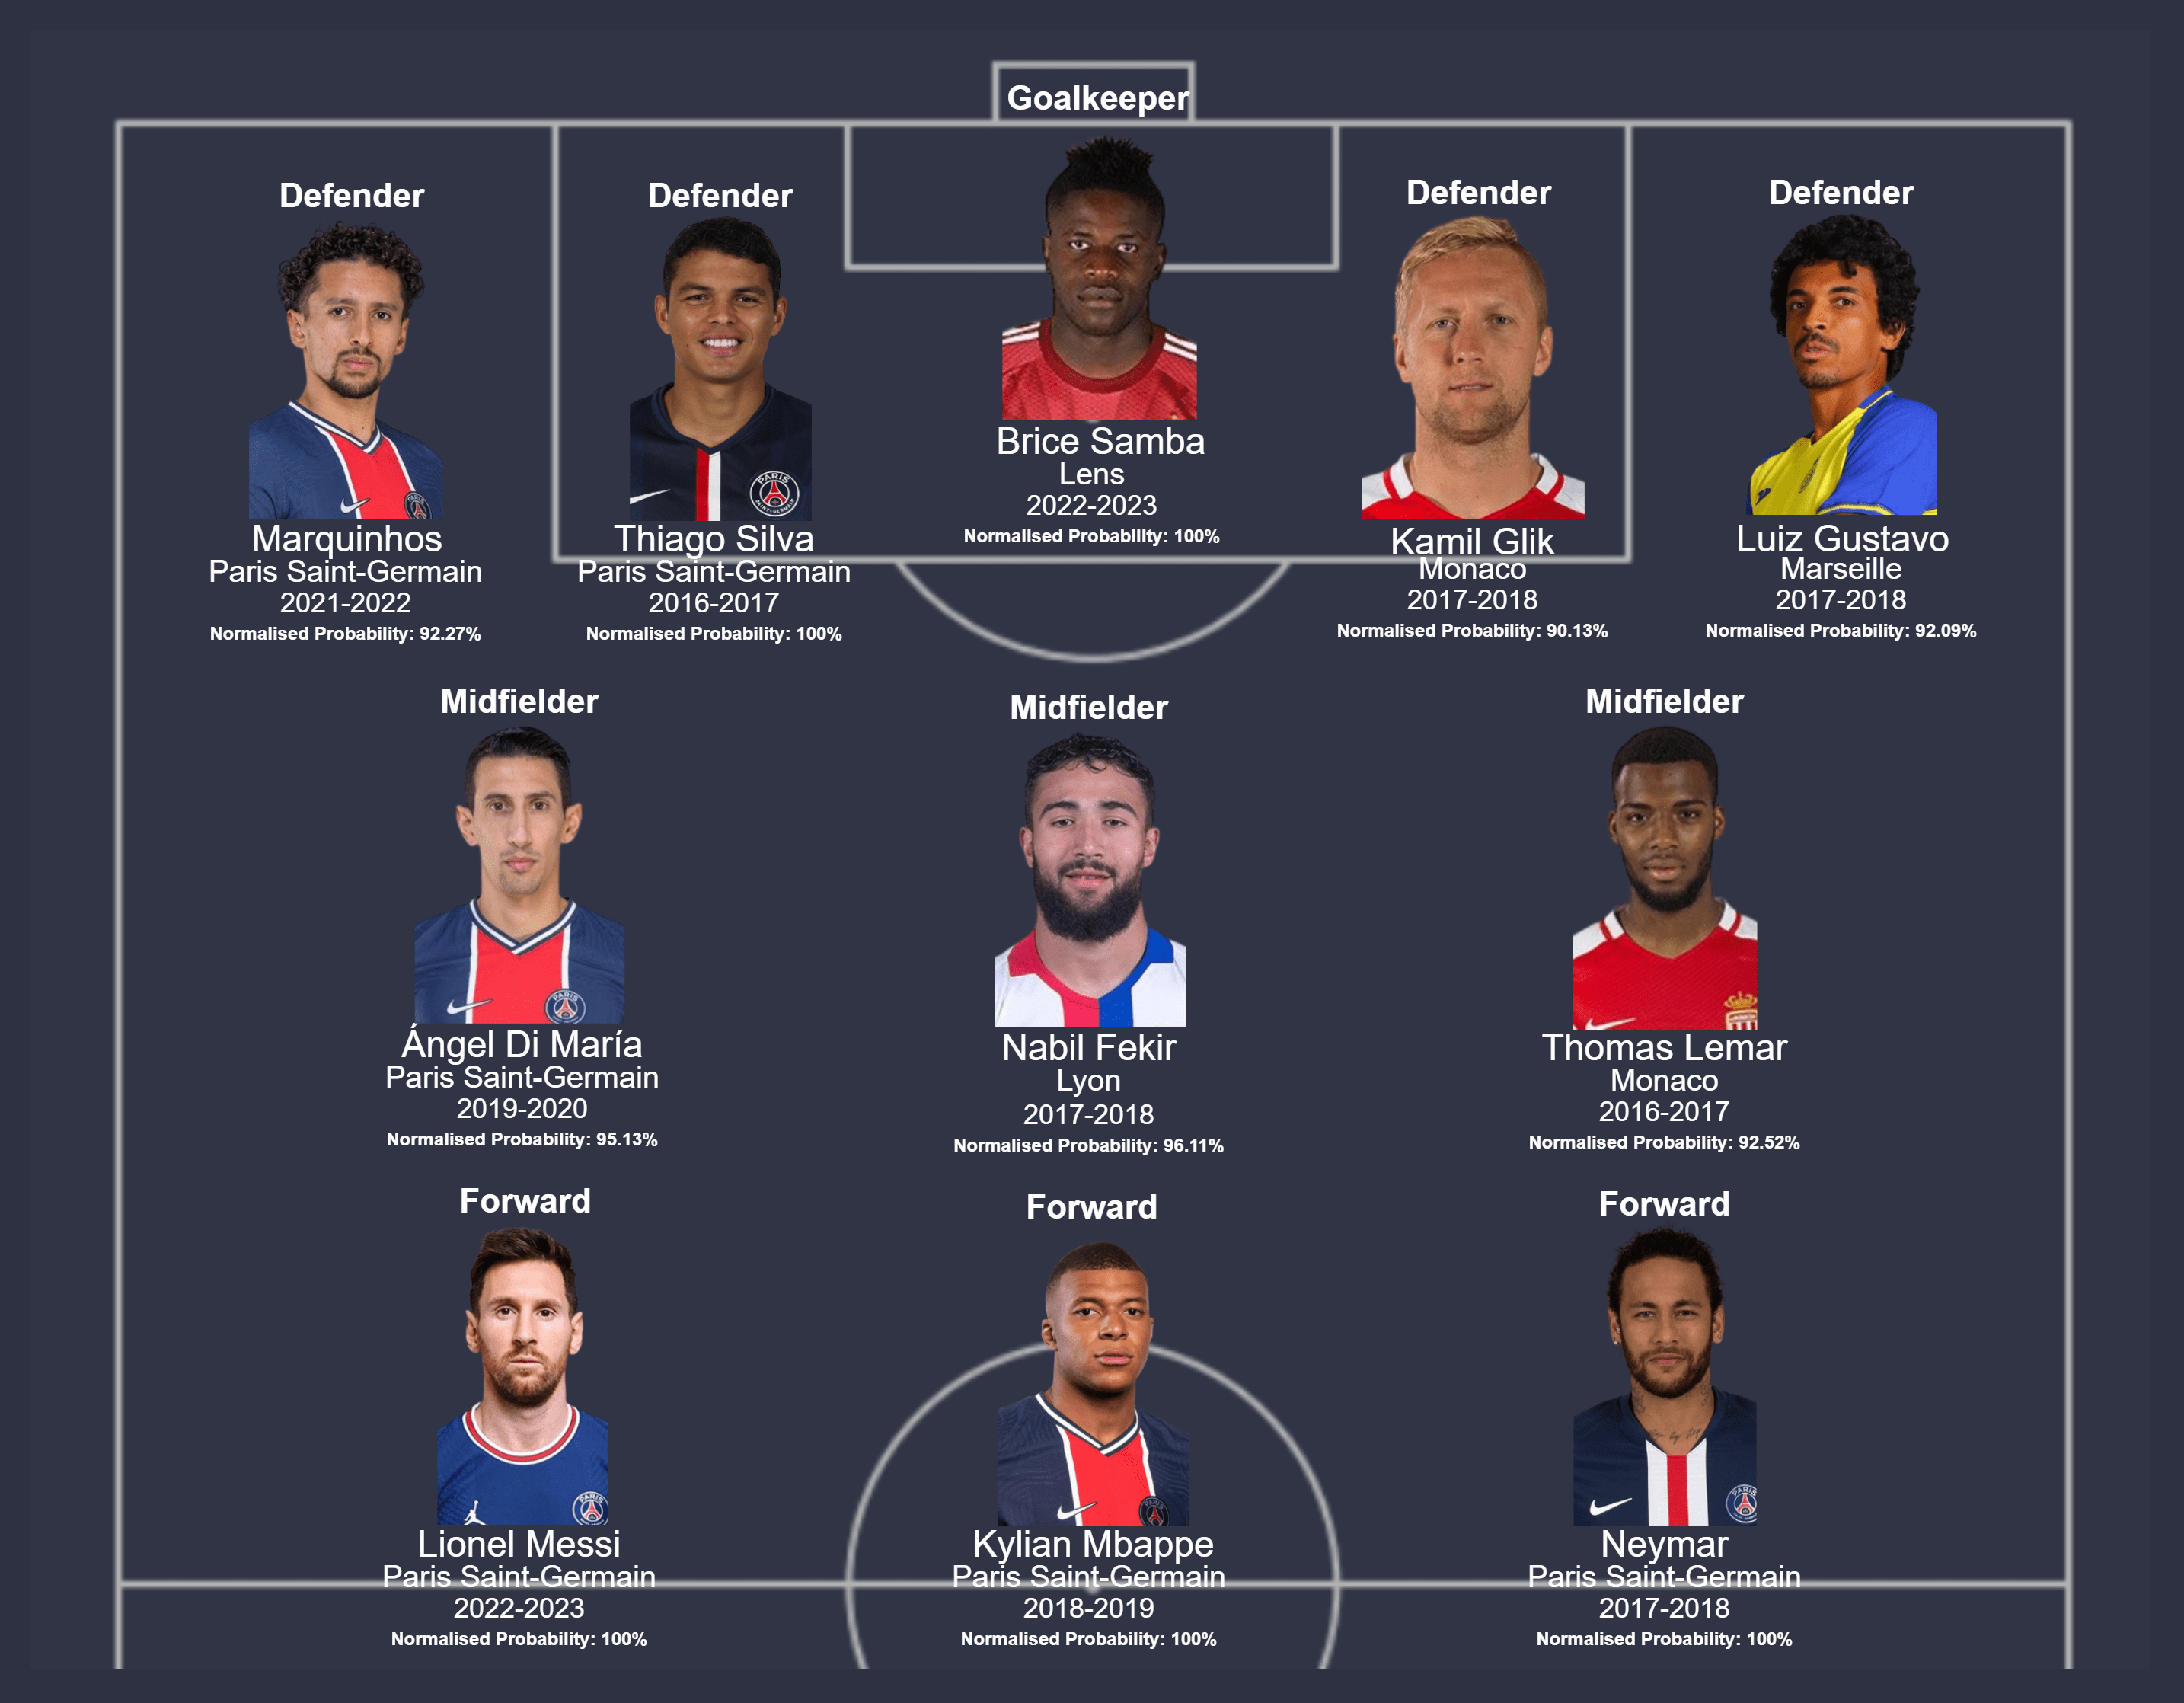 Goalkeeper
Defender
Defender
Defender
Defender
Brice Samba
Lens
2022-2023
Normalised Probability: 100%
Marquinhos
Paris Saint-Germain
2021-2022
Normalised Probability: 92.27%
PARIS
SAINT-GERMAIN
Thiago Silva
Paris Saint-Germain
2016-2017
Normalised Probability: 100%
Kamil Glik
Monaco
2017-2018
Normalised Probability: 90.13%
Luiz Gustavo
Marseille
2017-2018
Normalised Probability: 92.09%
Midfielder
Midfielder
Midfielder
PARIS
Ángel Di María
Paris Saint-Germain
2019-2020
Normalised Probability: 95.13%
Nabil Fekir
Lyon
2017-2018
Normalised Probability: 96.11%
Thomas Lemar
Monaco
2016-2017
Normalised Probability: 92.52%
Forward
Forward
Forward
PARIS
PARIS
Lionel Messi
Paris Saint-Germain
2022-2023
Normalised Probability: 100%
Kylian Mbappe
Paris Saint-Germain
2018-2019
Normalised Probability: 100%
Neymar
Paris Saint-Germain
2017-2018
Normalised Probability: 100%